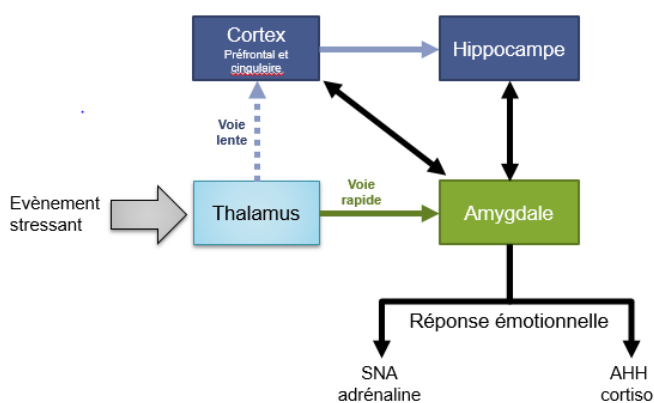 Cortex
Préfrontal et
cingulaire
Hippocampe
Voie
lente
Evènement
stressant
Thalamus
Voie
rapide
Amygdale
Réponse émotionnelle
SNA
adrénaline
AHH
cortiso